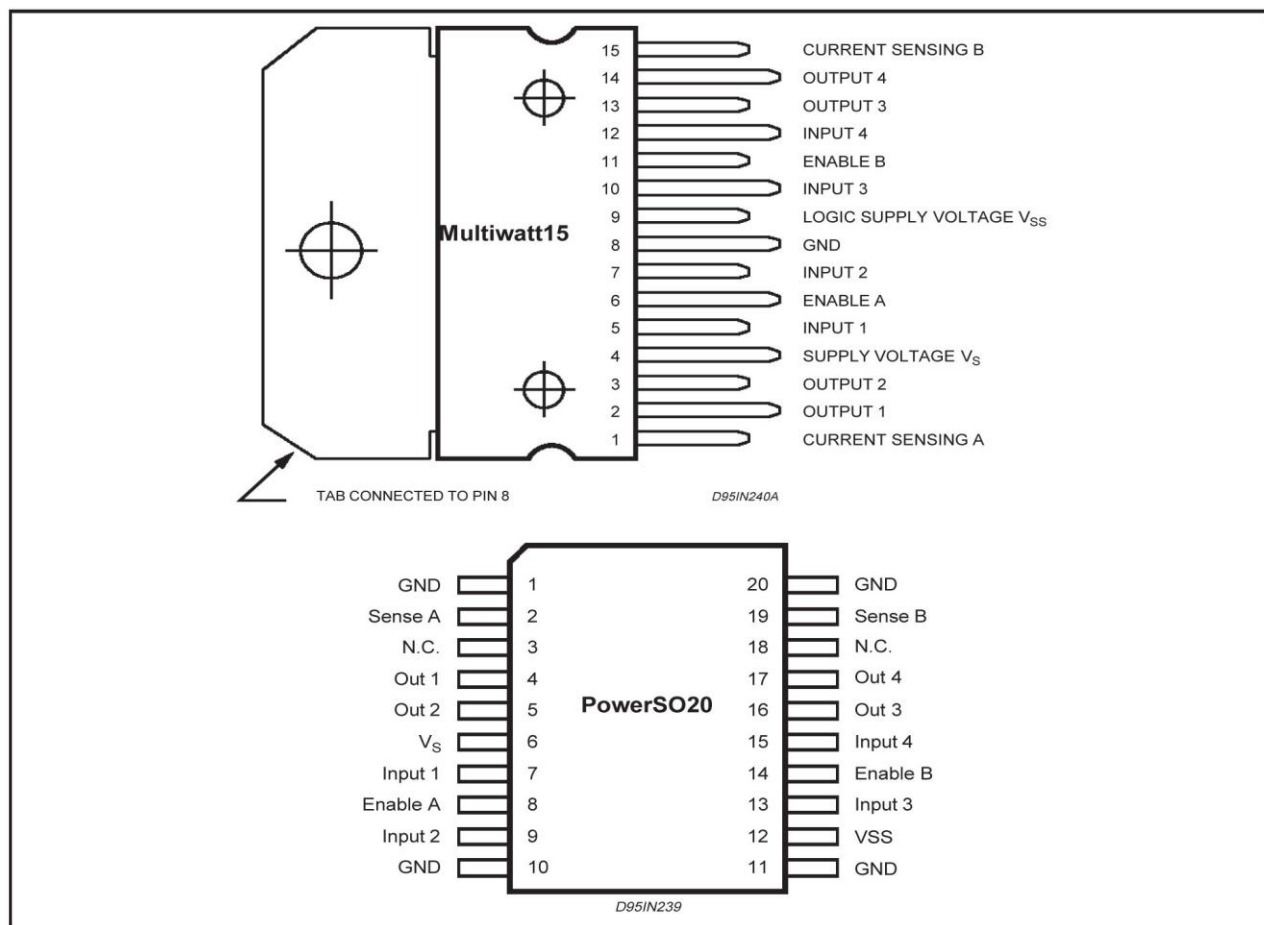 15 CURRENT SENSING B
14 OUTPUT 4
13 OUTPUT 3
12 INPUT 4
11 ENABLE B
10 INPUT 3
9 LOGIC SUPPLY VOLTAGE VSS
Multiwatt15
8 GND
7 INPUT 2
6 ENABLE A
5 INPUT 1
4 SUPPLY VOLTAGE VS
3 OUTPUT 2
2 OUTPUT 1
1 CURRENT SENSING A
TAB CONNECTED TO PIN 8
D95IN240A
GND 1 20 GND
Sense A 2 19 Sense B
N.C. 3 18 N.C.
Out 1 4 17 Out 4
PowerSO20
Out 2 5 16 Out 3
VS 6 15 Input 4
Input 1 7 14 Enable B
Enable A 8 13 Input 3
Input 2 9 12 VSS
GND 10 11 GND
D95IN239